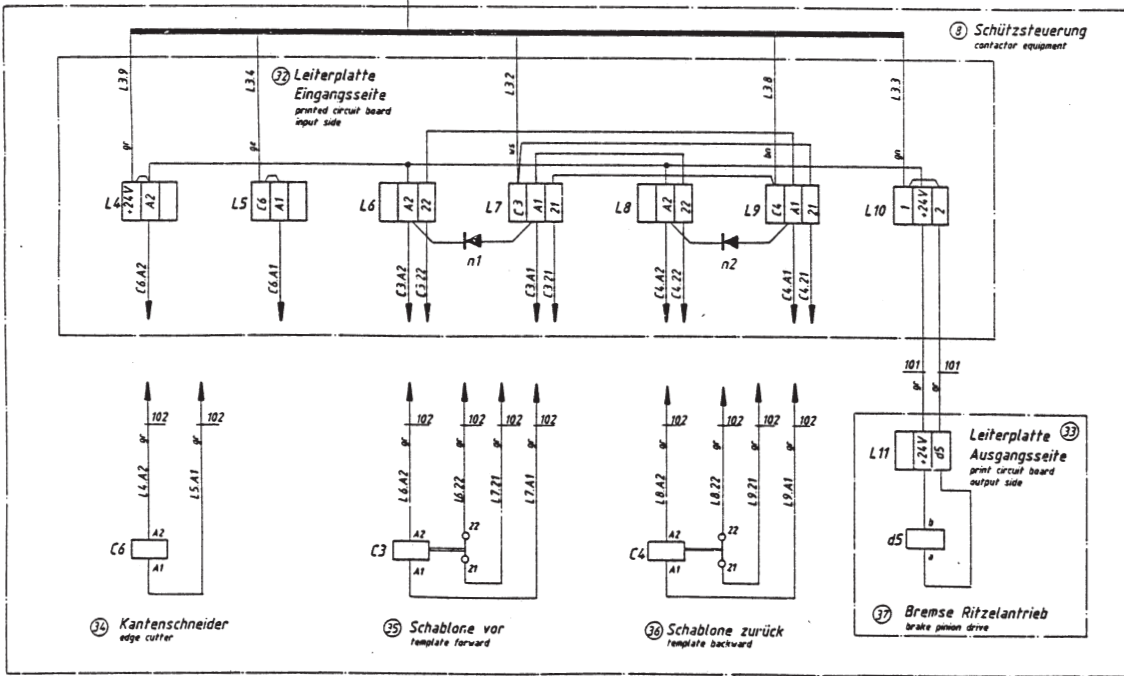 8 Schützsteuerung
contactor equipment
32 Leiterplatte
Eingangsseite
printed circuit board
input side
L3.9
L3.4
L3.2
L3.8
L3.3
gr
ge
ws
bn
gn
L4 +24V A2
L5 C6 A1
L6 A2 22
L7 C3 A1 21
L8 A2 22
L9 C4 A1 21
L10 1 +24V 2
n1
n2
C6.A2
C6.A1
C3.A2
C3.22
C3.A1
C3.21
C4.A2
C4.22
C4.A1
C4.21
101 101
gr gr
102 102 102 102 102 102 102 102 102 102
gr gr gr gr gr gr gr gr gr gr
L4.A2
L5.A1
L6.A2
L6.22
L7.21
L7.A1
L8.A2
L8.22
L9.21
L9.A1
C6 A2
A1
C3 A2
A1
22
21
C4 A2
A1
22
21
Leiterplatte 33
Ausgangsseite
print circuit board
output side
L11 +24V d5
b
d5
a
34 Kantenschneider
edge cutter
35 Schablone vor
template forward
36 Schablone zurück
template backward
37 Bremse Ritzelantrieb
brake pinion drive